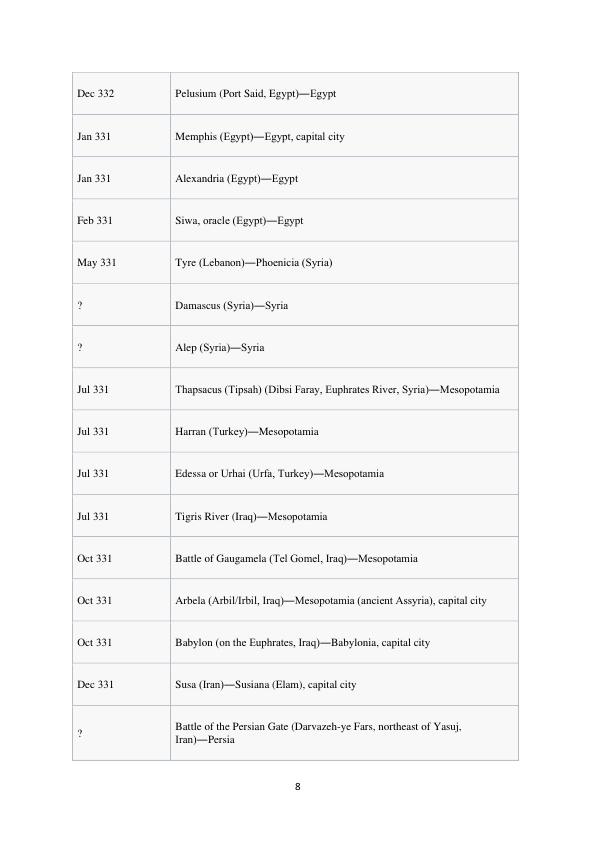 Dec 332 Pelusium (Port Said, Egypt)—Egypt
Jan 331 Memphis (Egypt)—Egypt, capital city
Jan 331 Alexandria (Egypt)—Egypt
Feb 331 Siwa, oracle (Egypt)—Egypt
May 331 Tyre (Lebanon)—Phoenicia (Syria)
? Damascus (Syria)—Syria
? Alep (Syria)—Syria
Jul 331 Thapsacus (Tipsah) (Dibsi Faray, Euphrates River, Syria)—Mesopotamia
Jul 331 Harran (Turkey)—Mesopotamia
Jul 331 Edessa or Urhai (Urfa, Turkey)—Mesopotamia
Jul 331 Tigris River (Iraq)—Mesopotamia
Oct 331 Battle of Gaugamela (Tel Gomel, Iraq)—Mesopotamia
Oct 331 Arbela (Arbil/Irbil, Iraq)—Mesopotamia (ancient Assyria), capital city
Oct 331 Babylon (on the Euphrates, Iraq)—Babylonia, capital city
Dec 331 Susa (Iran)—Susiana (Elam), capital city
? Battle of the Persian Gate (Darvazeh-ye Fars, northeast of Yasuj,
Iran)—Persia
8